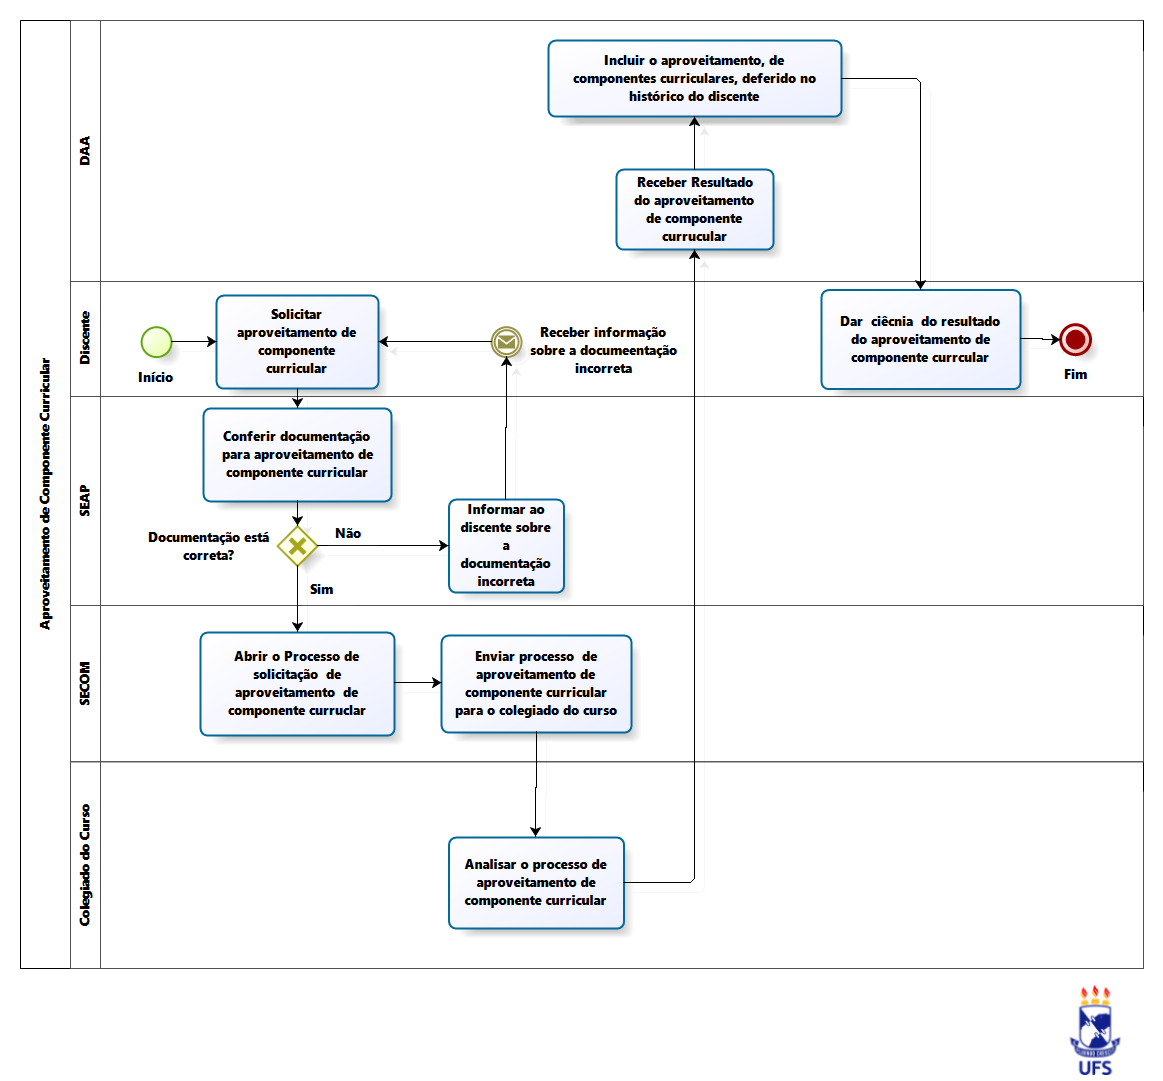 Aproveitamento de Componente Curricular
DAA
Incluir o aproveitamento, de
componentes curriculares, deferido no
histórico do discente
Receber Resultado
do aproveitamento
de componente
currucular
Discente
Início
Solicitar
aproveitamento de
componente
curricular
Receber informação
sobre a documeentação
incorreta
Dar  ciêcnia  do resultado
do aproveitamento de
componente currcular
Fim
SEAP
Conferir documentação
para aproveitamento de
componente curricular
Documentação está
correta?
Não
Sim
Informar ao
discente sobre
a
documentação
incorreta
SECOM
Abrir o Processo de
solicitação  de
aproveitamento  de
componente curruclar
Enviar processo  de
aproveitamento de
componente curricular
para o colegiado do curso
Colegiado do Curso
Analisar o processo de
aproveitamento de
componente curricular
UFS